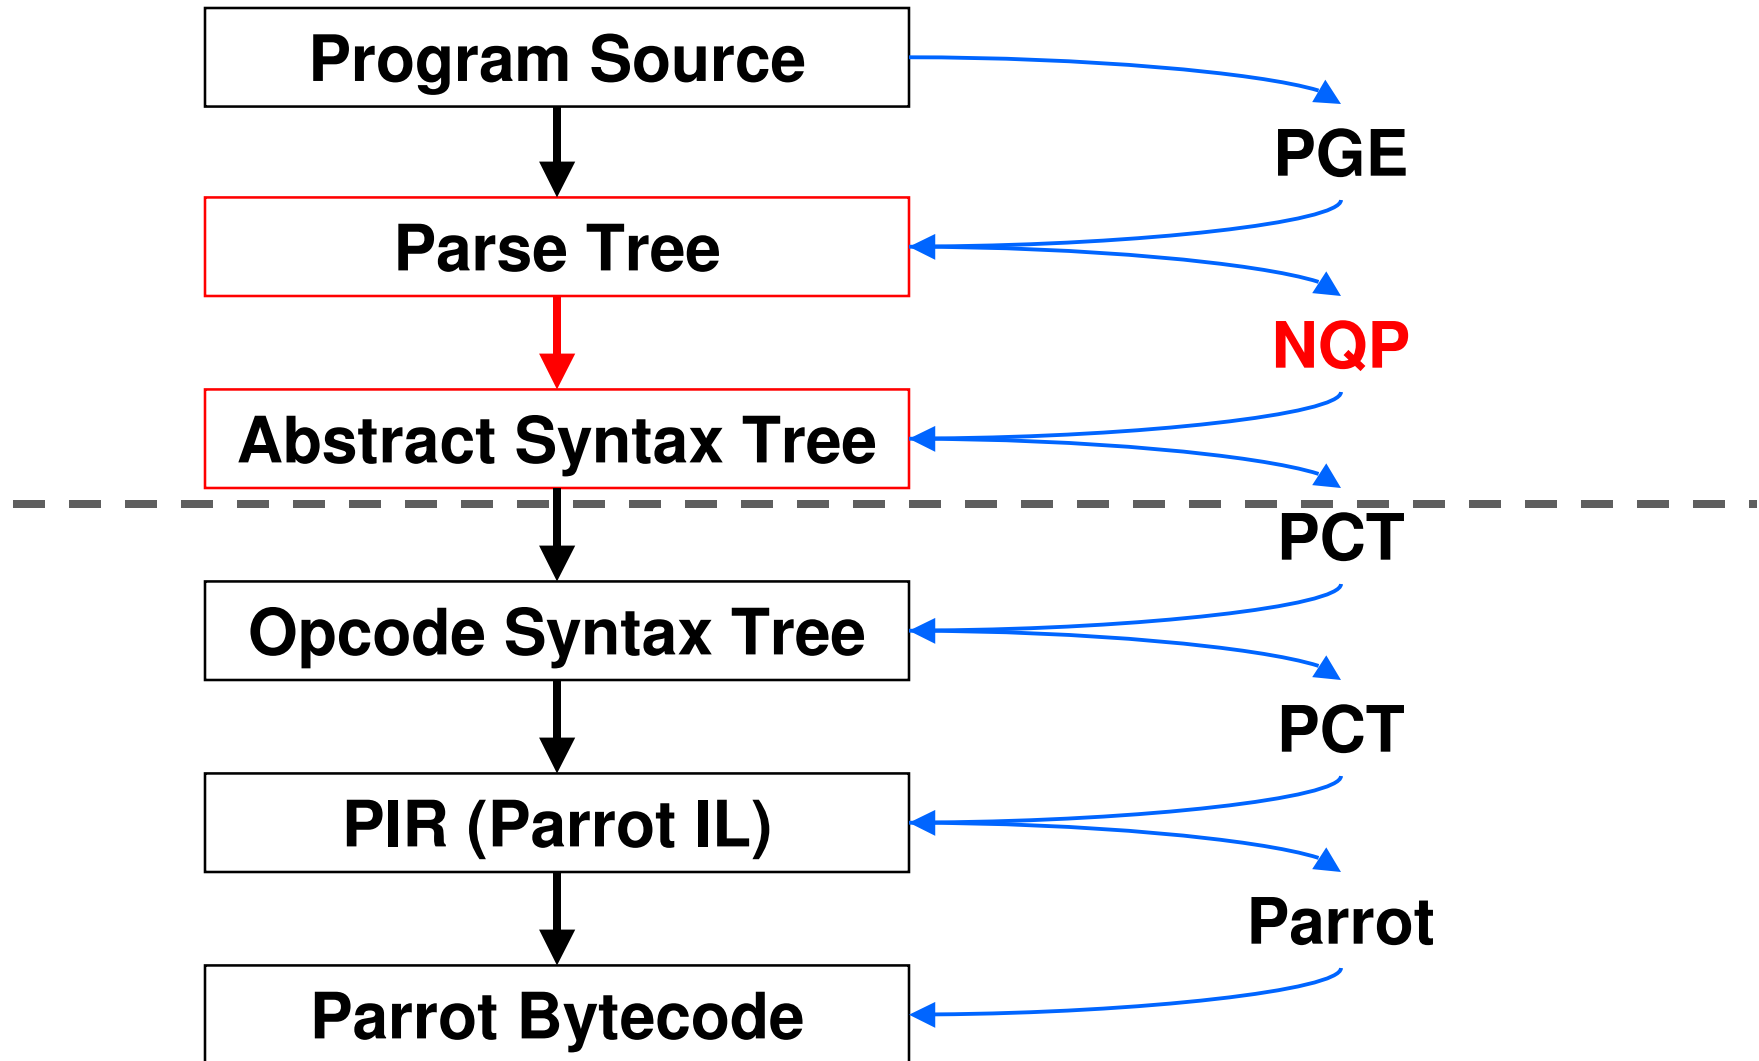 Program Source
PGE
Parse Tree
NQP
Abstract Syntax Tree
PCT
Opcode Syntax Tree
PCT
PIR (Parrot IL)
Parrot
Parrot Bytecode